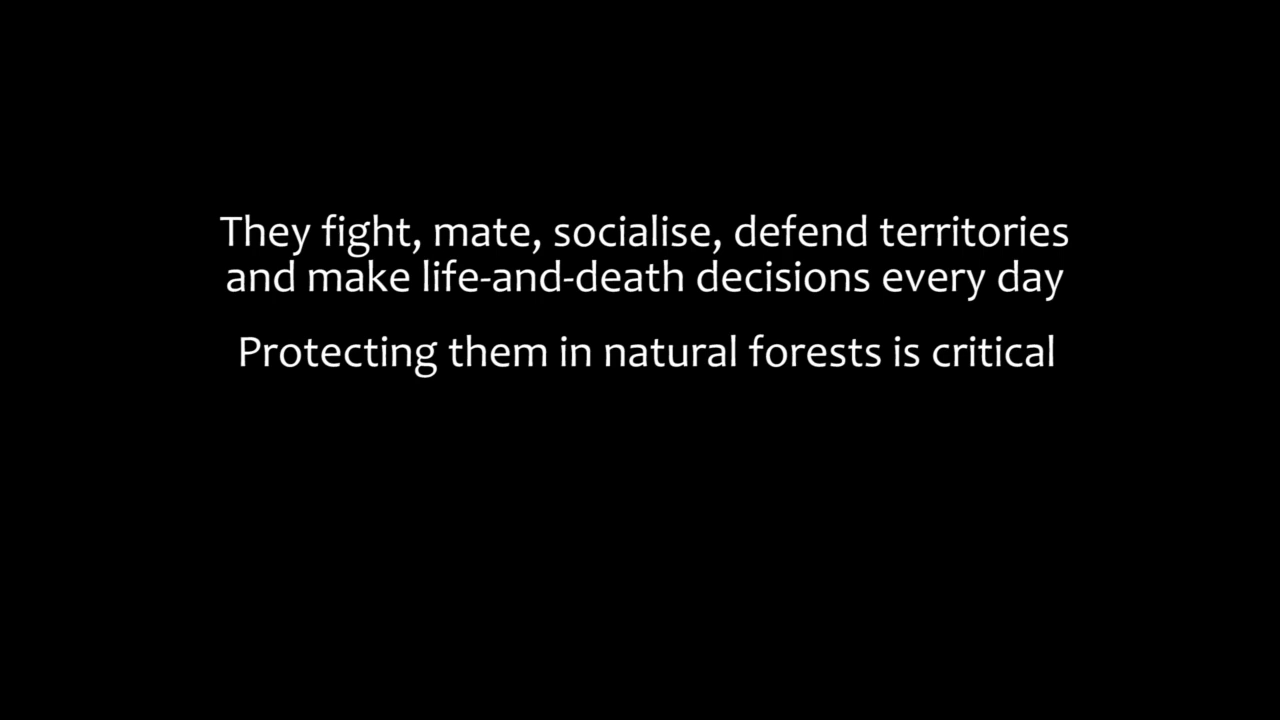 They fight, mate, socialise, defend territories
and make life-and-death decisions every day
Protecting them in natural forests is critical